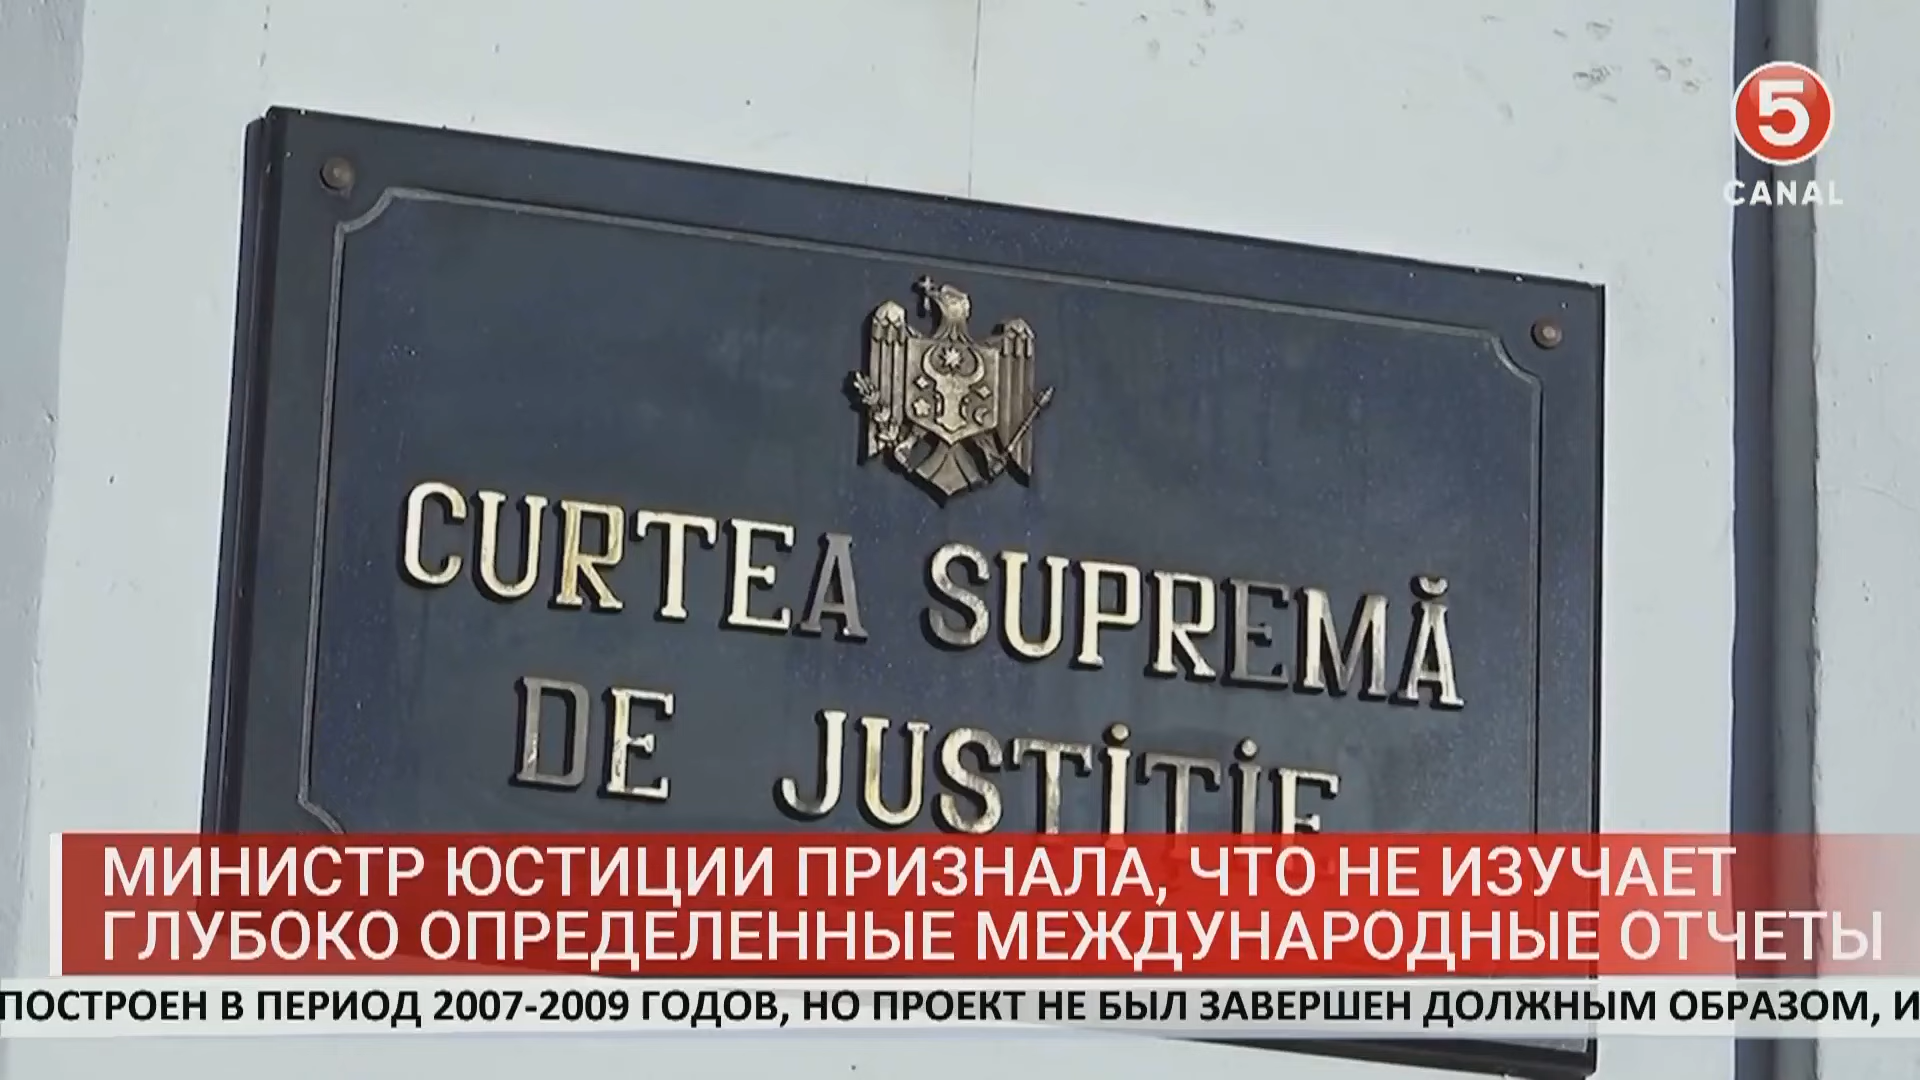 5
CANAL
CURTEA SUPREMĂ
DE JUSTIȚIE
МИНИСТР ЮСТИЦИИ ПРИЗНАЛА, ЧТО НЕ ИЗУЧАЕТ
ГЛУБОКО ОПРЕДЕЛЕННЫЕ МЕЖДУНАРОДНЫЕ ОТЧЕТЫ
ПОСТРОЕН В ПЕРИОД 2007-2009 ГОДОВ, НО ПРОЕКТ НЕ БЫЛ ЗАВЕРШЕН ДОЛЖНЫМ ОБРАЗОМ, И